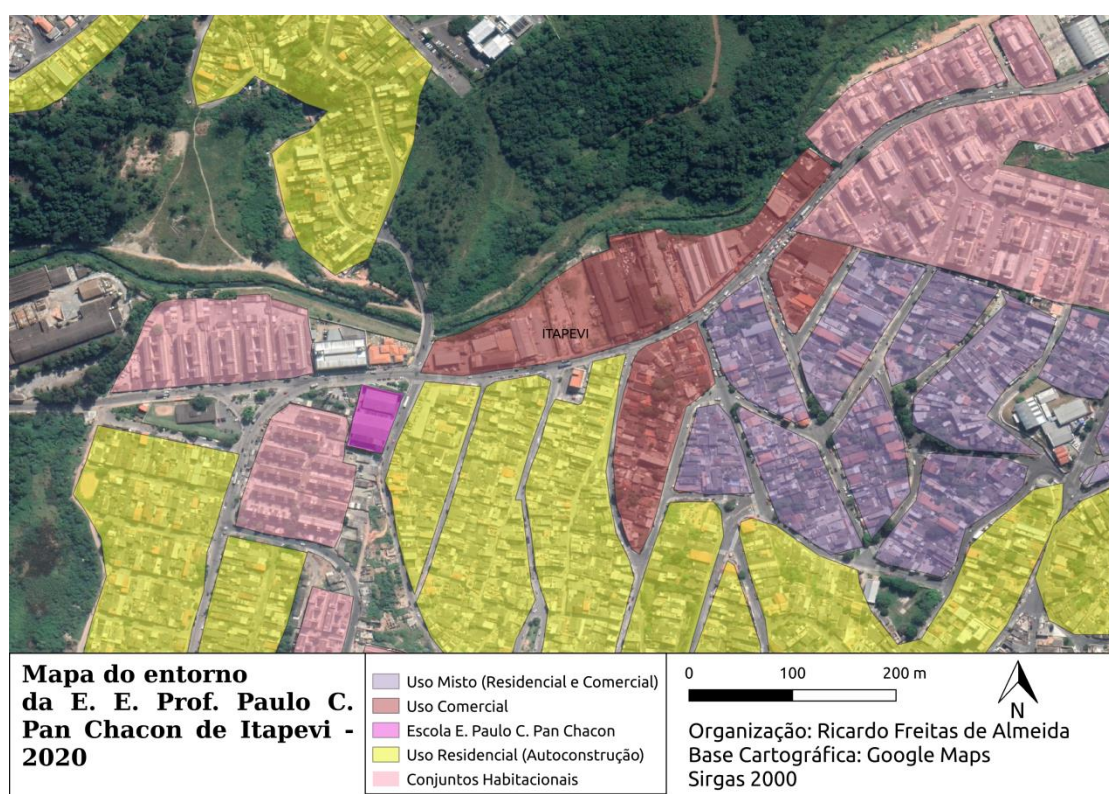 ITAPEVI
Mapa do entorno
da E. E. Prof. Paulo C.
Pan Chacon de Itapevi -
2020
Uso Misto (Residencial e Comercial)
Uso Comercial
Escola E. Paulo C. Pan Chacon
Uso Residencial (Autoconstrução)
Conjuntos Habitacionais
0 100 200 m
N
Organização: Ricardo Freitas de Almeida
Base Cartográfica: Google Maps
Sirgas 2000